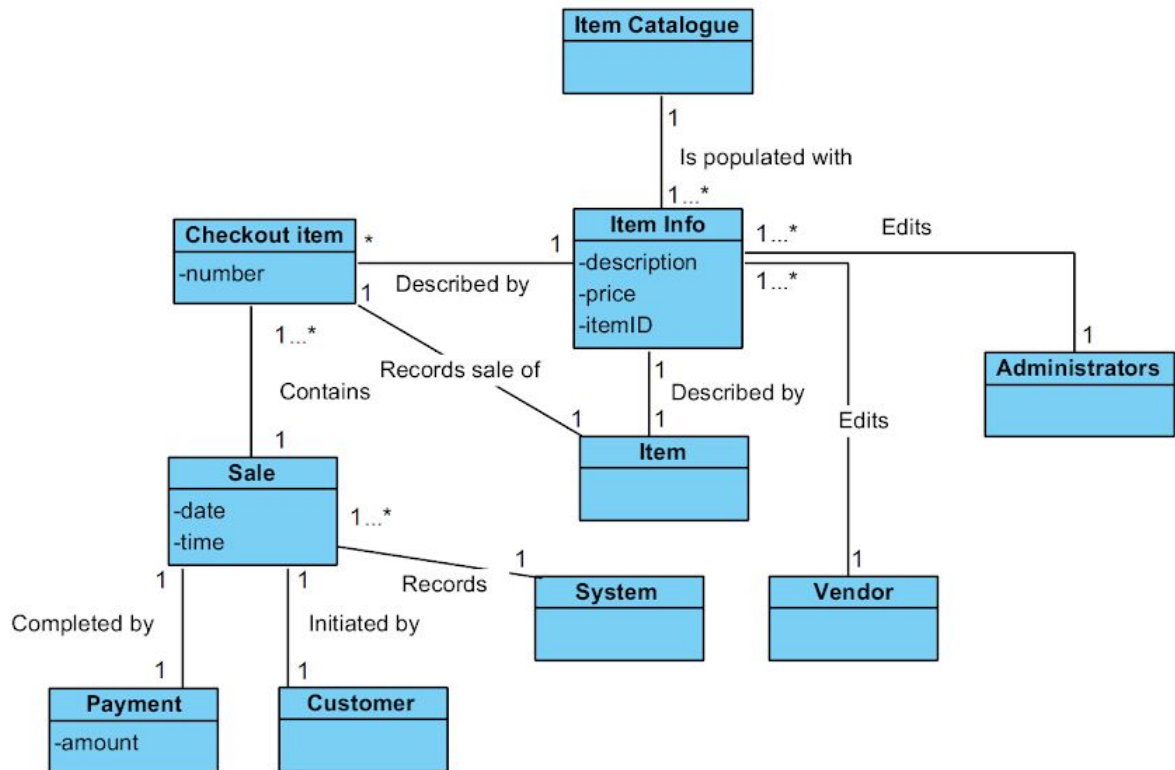 Item Catalogue
1
Is populated with
1...*
Item Info
-description
-price
-itemID
Checkout item
-number
*
1
Described by
1...*
Edits
1
Administrators
1...*
Edits
1
Vendor
1
Records sale of
1
1
Described by
1
Item
1...*
Contains
1
Sale
-date
-time
1...*
Records
1
System
1
Completed by
1
Payment
-amount
1
Initiated by
1
Customer